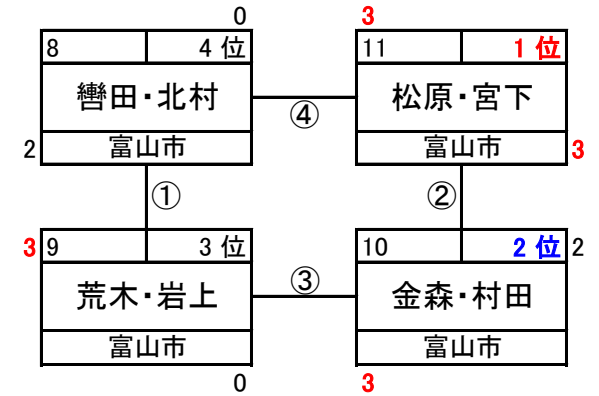 0 3
8 4位 11 1位
轡田・北村 松原・宮下
④
2 富山市 富山市 3
① ②
3 9 3位 10 2位 2
荒木・岩上 金森・村田
③
富山市 富山市
0 3